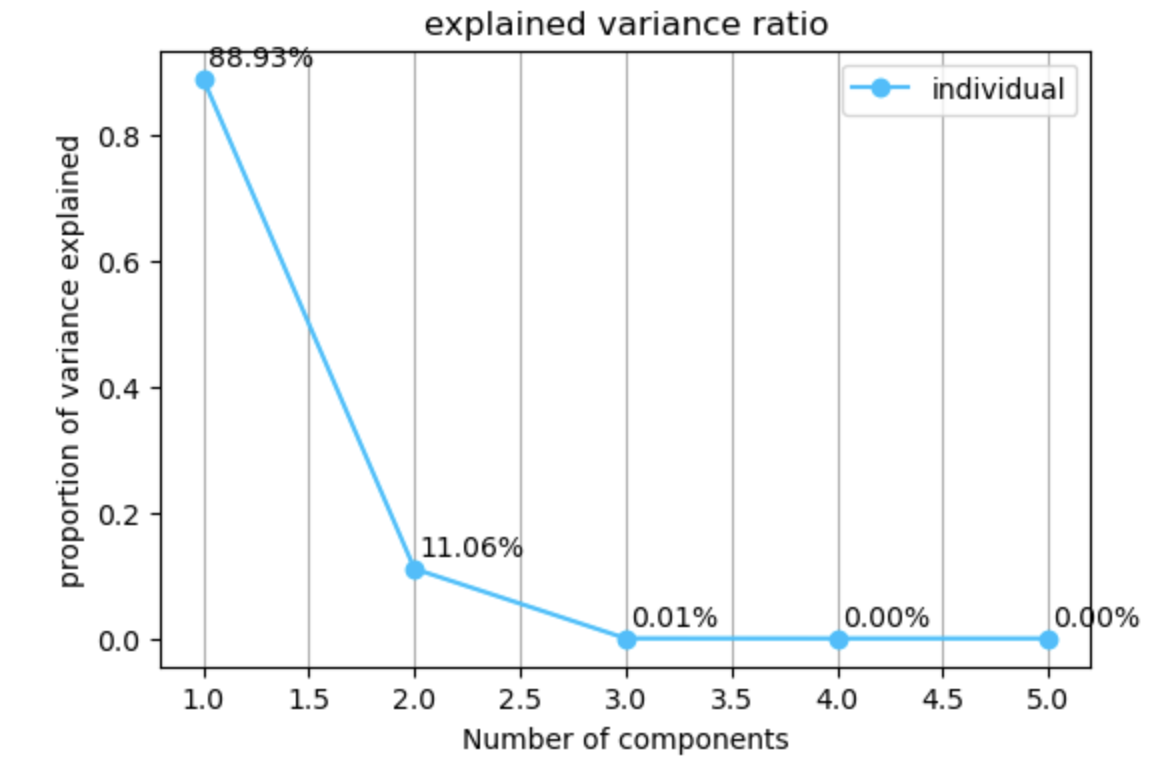 explained variance ratio
88.93%
individual
0.8
0.6
0.4
0.2
0.0
proportion of variance explained
11.06%
0.01%
0.00%
0.00%
1.0 1.5 2.0 2.5 3.0 3.5 4.0 4.5 5.0
Number of components